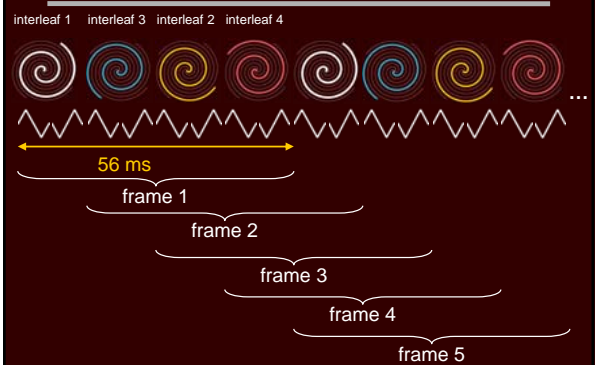 interleaf 1 interleaf 3 interleaf 2 interleaf 4
...
56 ms
frame 1
frame 2
frame 3
frame 4
frame 5